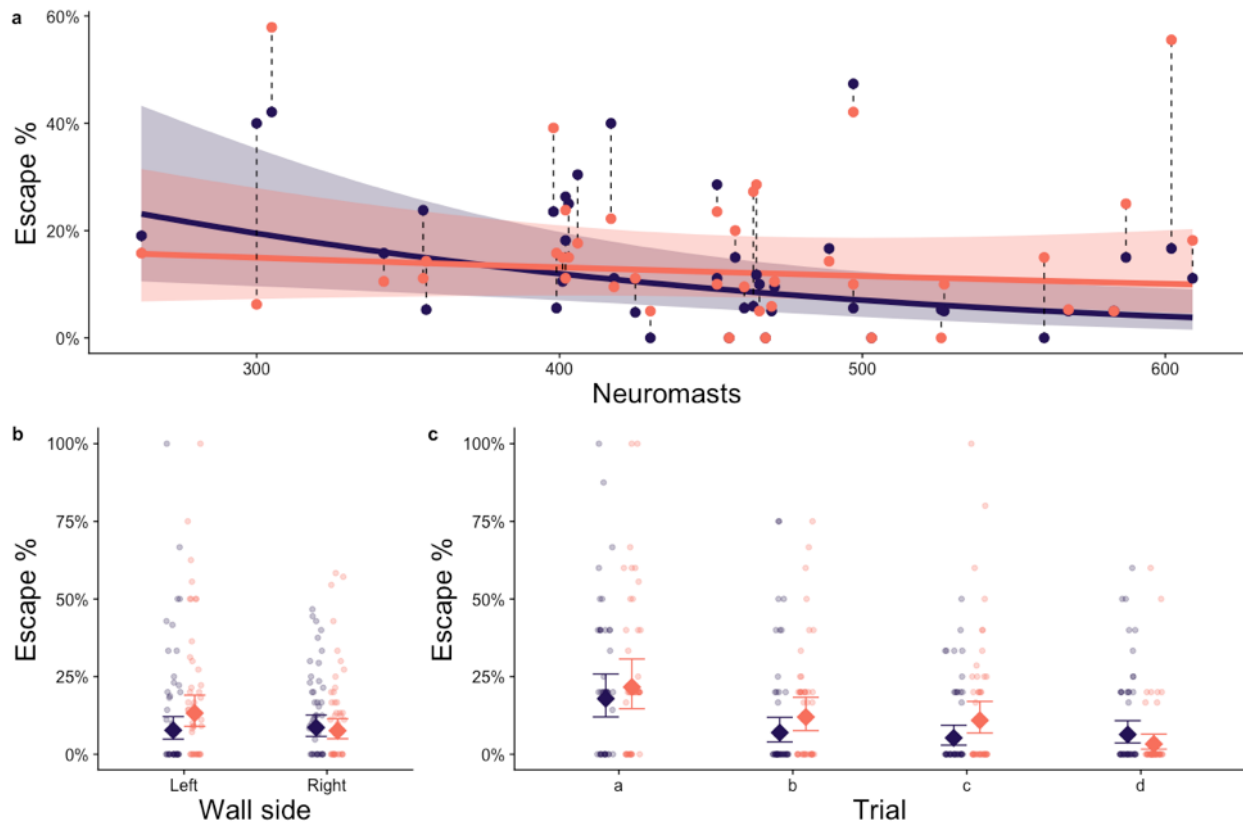 a
60%
40%
20%
0%
Escape %
300 400 500 600
Neuromasts
b
100%
75%
50%
25%
0%
Escape %
Left Right
Wall side
c
100%
75%
50%
25%
0%
Escape %
a b c d
Trial